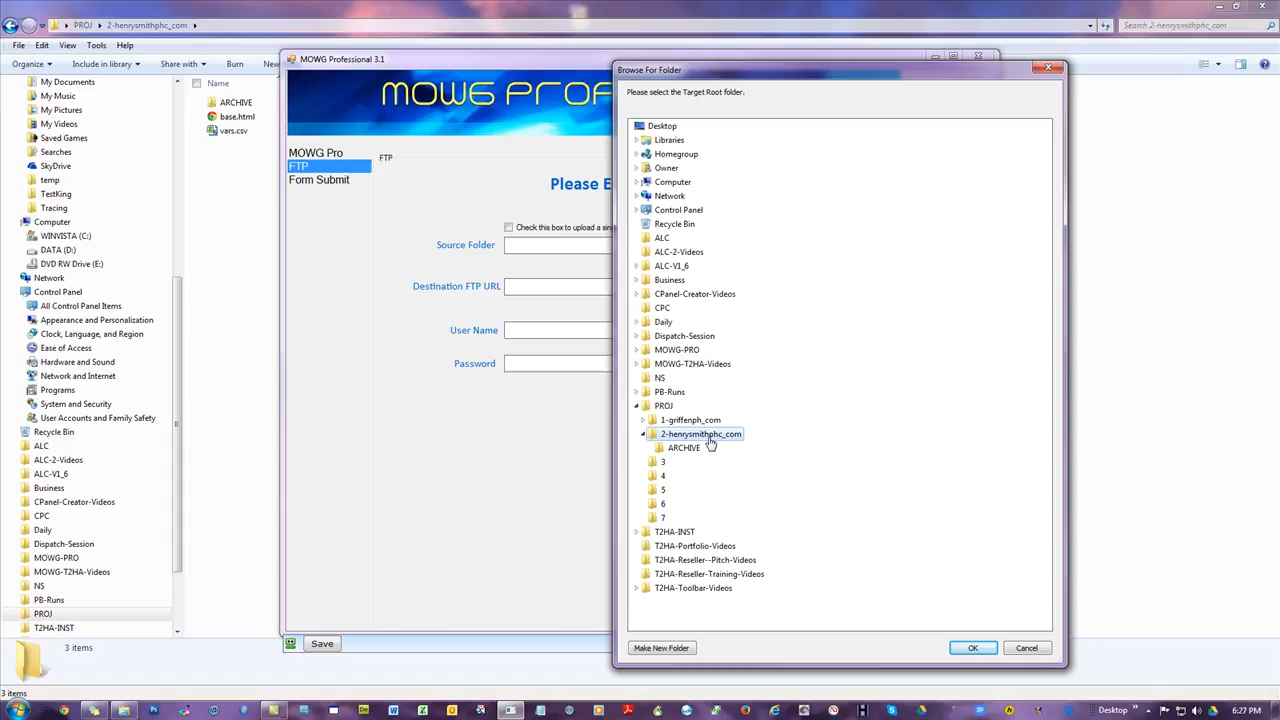 PROJ 2-henrysmithphc_com
Search 2-henrysmithphc_com
File Edit View Tools Help
Organize Include in library Share with Burn
My Documents
My Music
My Pictures
My Videos
Saved Games
Searches
SkyDrive
temp
TestKing
Tracing
Computer
WINVISTA (C:)
DATA (D:)
DVD RW Drive (E:)
Network
Control Panel
All Control Panel Items
Appearance and Personalization
Clock, Language, and Region
Ease of Access
Hardware and Sound
Network and Internet
Programs
System and Security
User Accounts and Family Safety
Recycle Bin
ALC
ALC-2-Videos
ALC-V1_6
Business
CPanel-Creator-Videos
CPC
Daily
Dispatch-Session
MOWG-PRO
MOWG-T2HA-Videos
NS
PB-Runs
PROJ
T2HA-INST
Name
ARCHIVE
base.html
vars.csv
MOWG Professional 3.1
MOWG PROF
MOWG Pro
FTP
Form Submit
FTP
Please E
Check this box to upload a sin
Source Folder
Destination FTP URL
User Name
Password
Save
Browse For Folder
Please select the Target Root folder.
Desktop
Libraries
Homegroup
Owner
Computer
Network
Control Panel
Recycle Bin
ALC
ALC-2-Videos
ALC-V1_6
Business
CPanel-Creator-Videos
CPC
Daily
Dispatch-Session
MOWG-PRO
MOWG-T2HA-Videos
NS
PB-Runs
PROJ
1-griffenph_com
2-henrysmithphc_com
ARCHIVE
3
4
5
6
7
T2HA-INST
T2HA-Portfolio-Videos
T2HA-Reseller--Pitch-Videos
T2HA-Reseller-Training-Videos
T2HA-Toolbar-Videos
Make New Folder OK Cancel
3 items
3 items
Desktop 6:27 PM